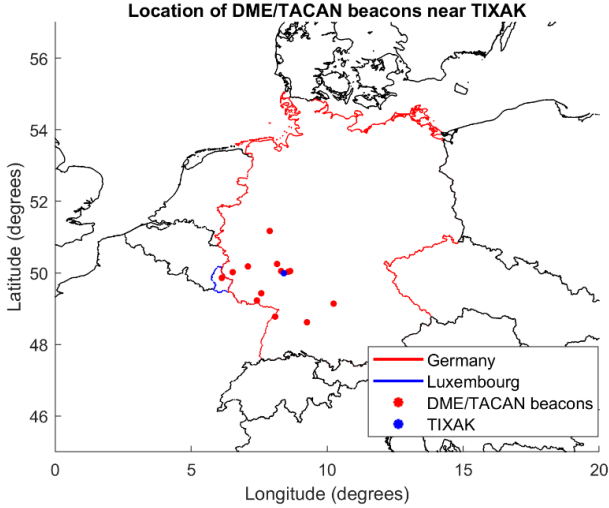 Location of DME/TACAN beacons near TIXAK
Latitude (degrees)
56
54
52
50
48
46
Germany
Luxembourg
DME/TACAN beacons
TIXAK
0
5
10
15
20
Longitude (degrees)